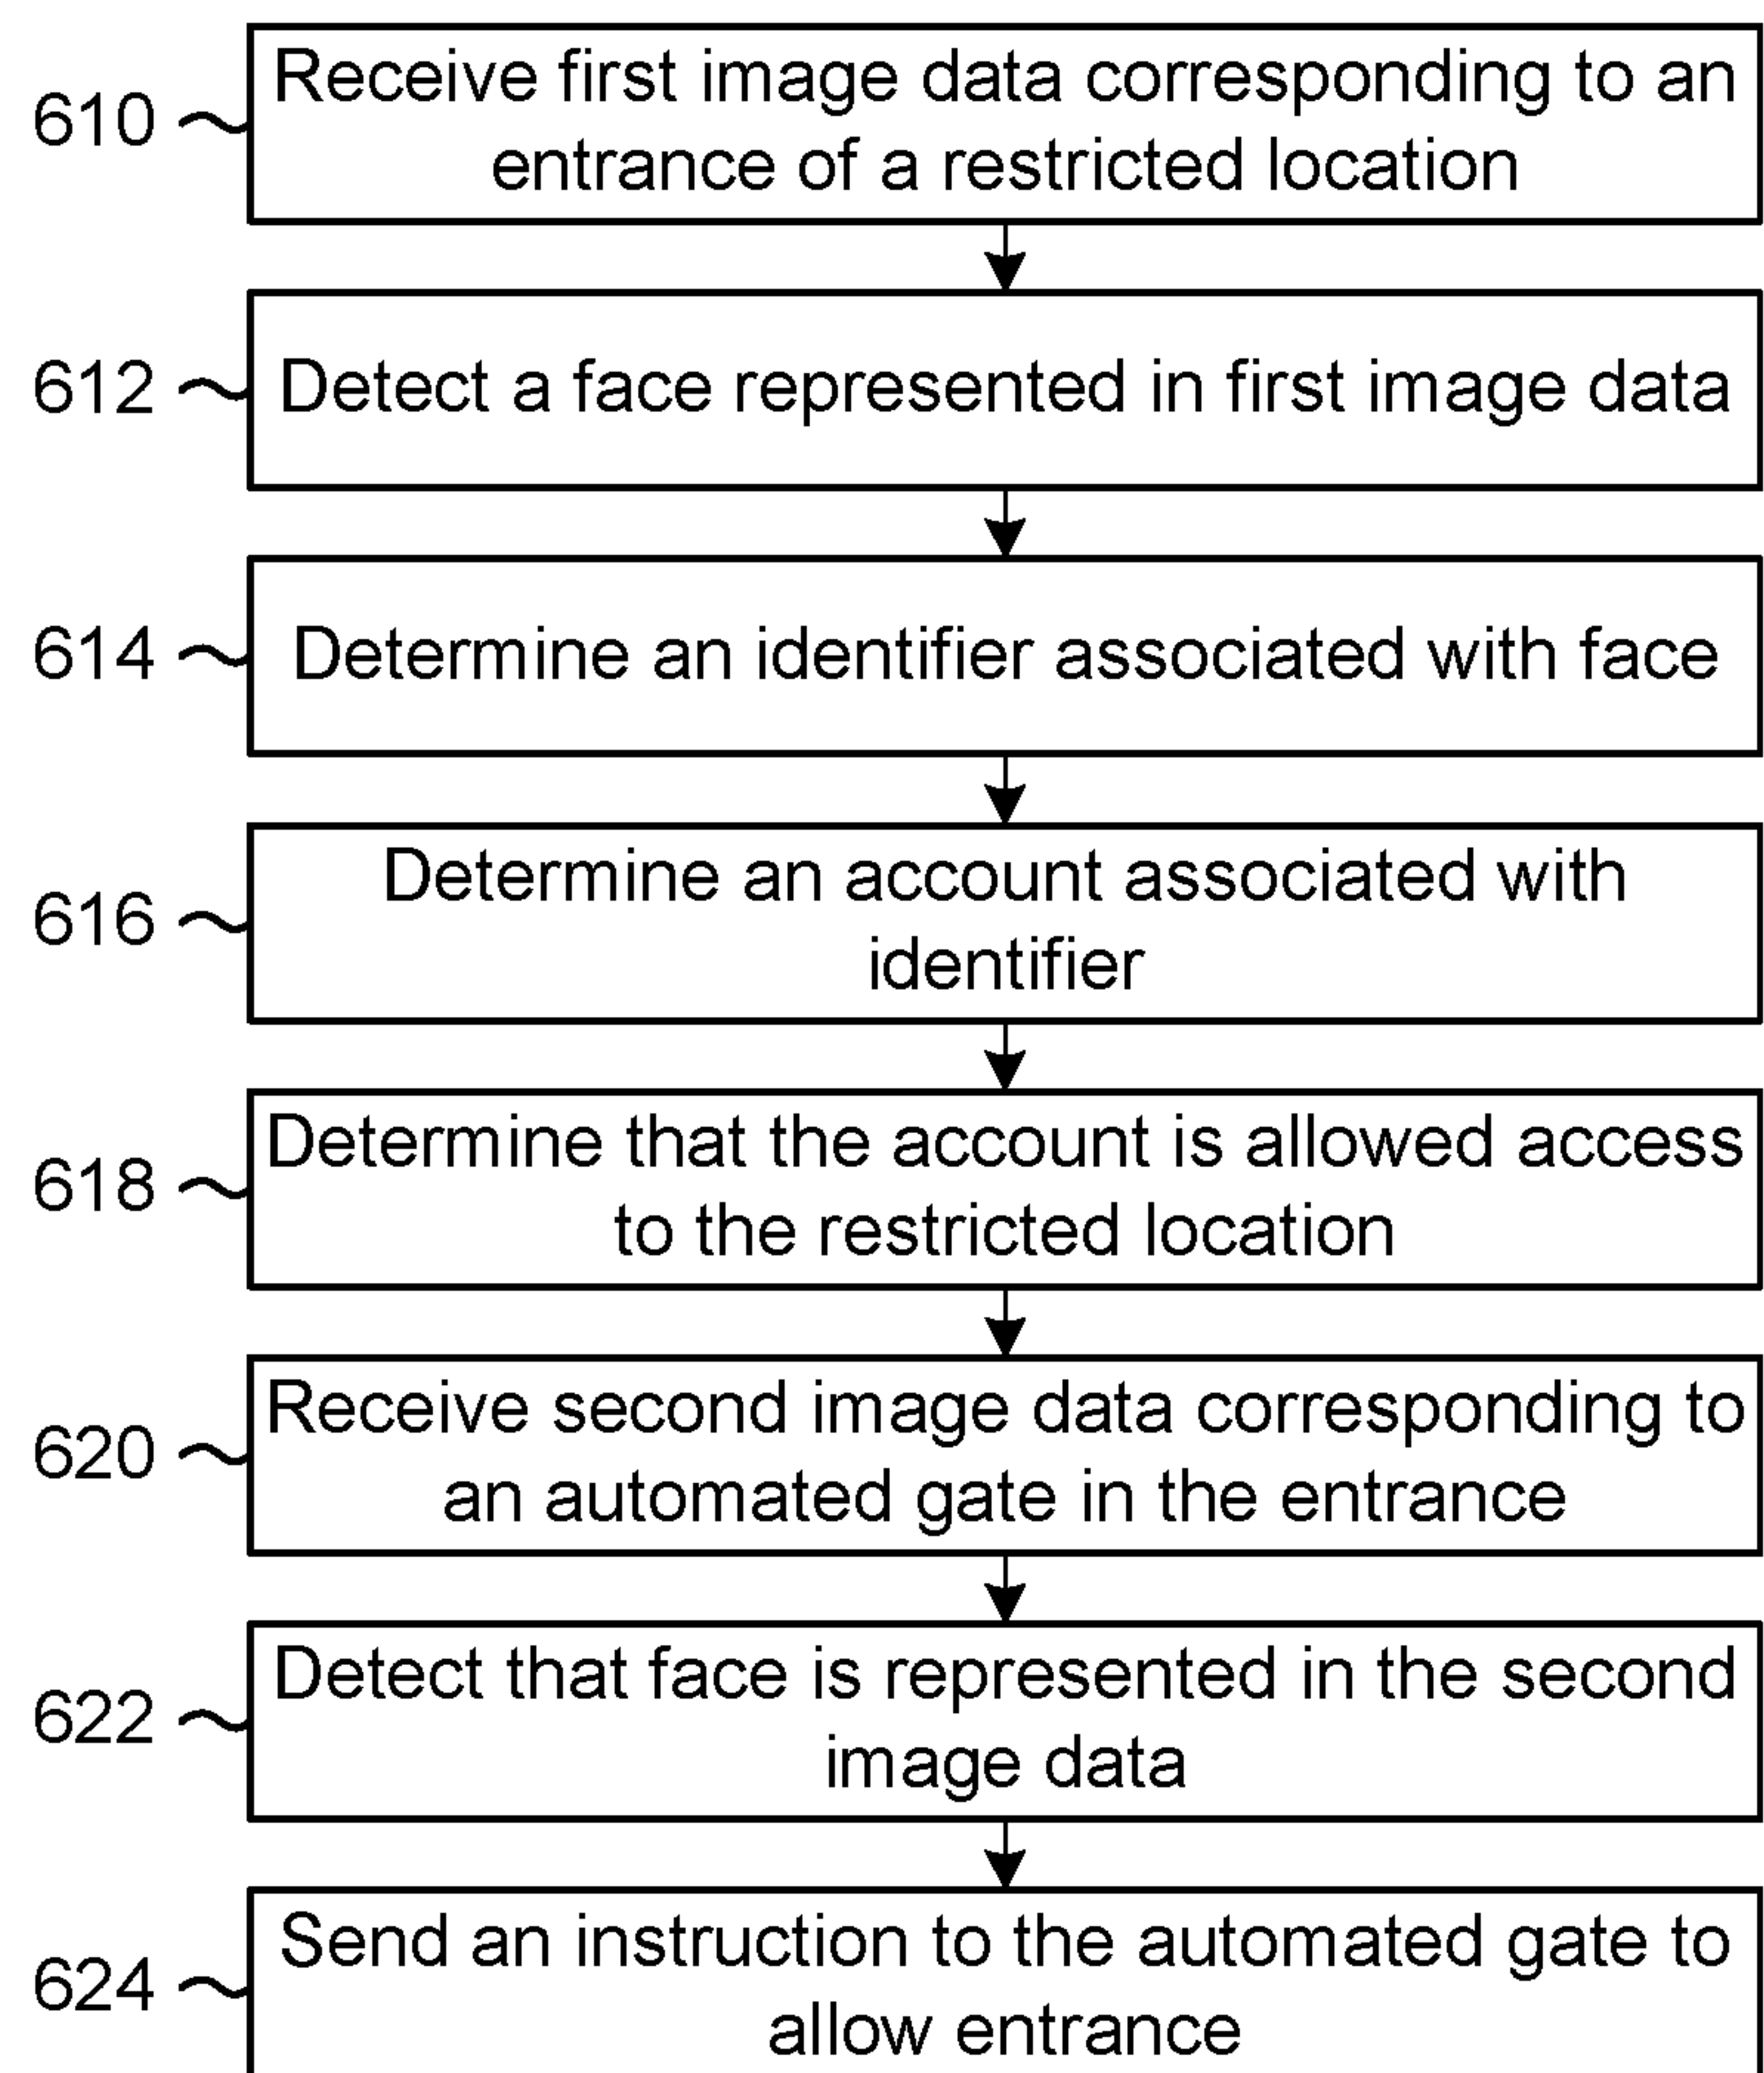 610
Receive first image data corresponding to an
entrance of a restricted location
612
Detect a face represented in first image data
614
Determine an identifier associated with face
616
Determine an account associated with
identifier
618
Determine that the account is allowed access
to the restricted location
620
Receive second image data corresponding to
an automated gate in the entrance
622
Detect that face is represented in the second
image data
624
Send an instruction to the automated gate to
allow entrance